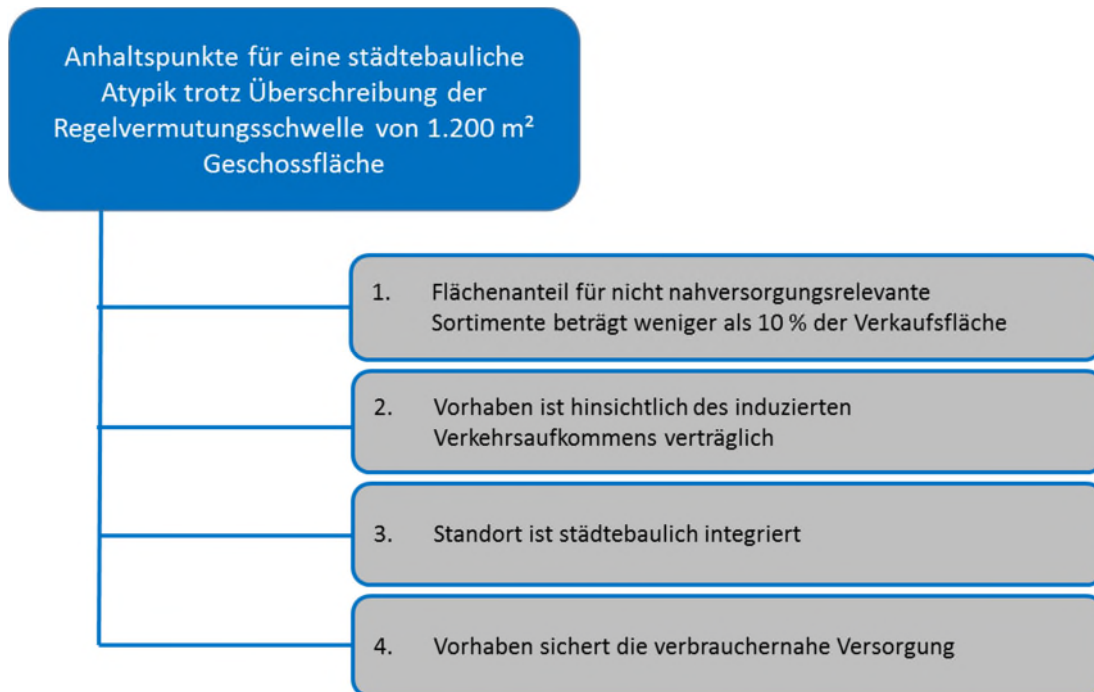 Anhaltspunkte für eine städtebauliche
Atypik trotz Überschreibung der
Regelvermutungsschwelle von 1.200 m²
Geschossfläche
1. Flächenanteil für nicht nahversorgungsrelevante
Sortimente beträgt weniger als 10 % der Verkaufsfläche
2. Vorhaben ist hinsichtlich des induzierten
Verkehrsaufkommens verträglich
3. Standort ist städtebaulich integriert
4. Vorhaben sichert die verbrauchernahe Versorgung